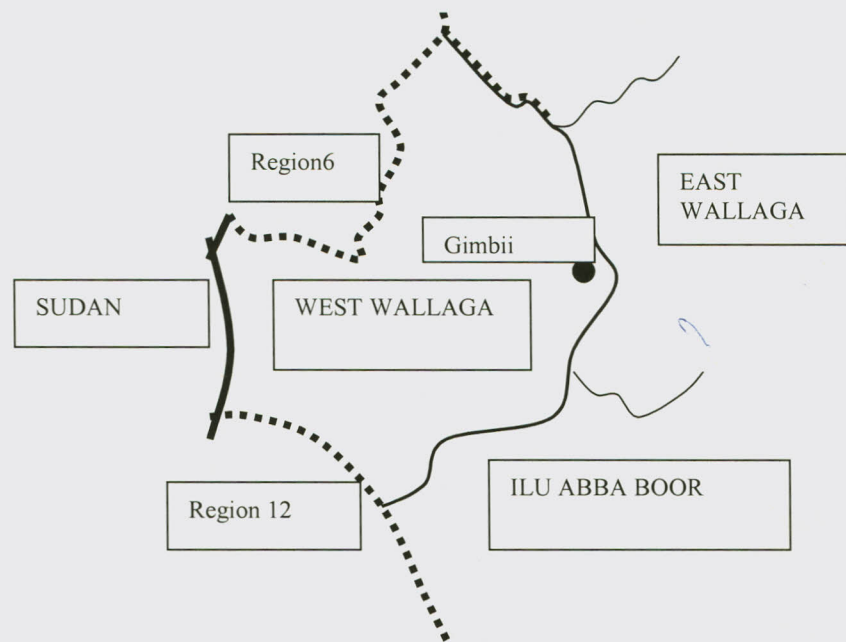 Region6
EAST
WALLAGA
Gimbii
SUDAN
WEST WALLAGA
Region 12
ILU ABBA BOOR